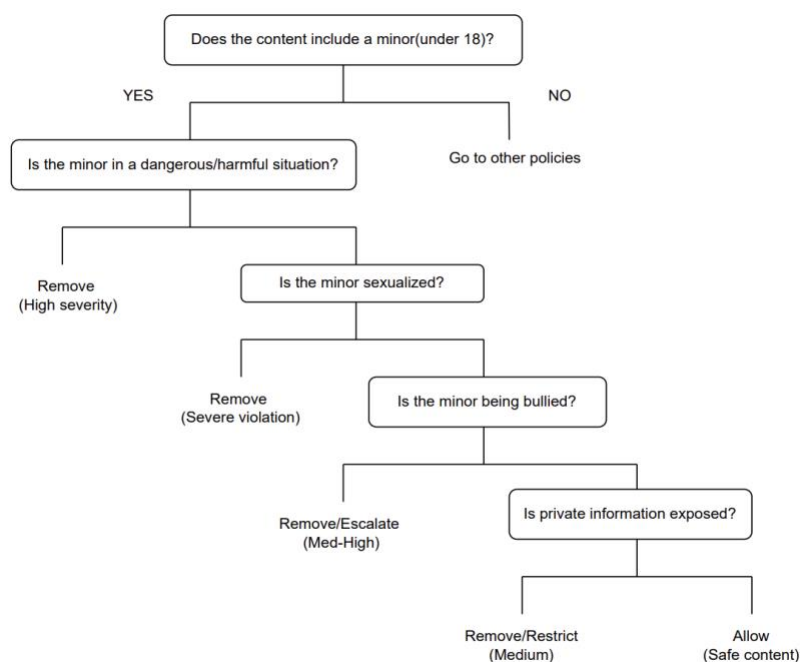 Does the content include a minor(under 18)?
YES
NO
Is the minor in a dangerous/harmful situation?
Go to other policies
Remove
(High severity)
Is the minor sexualized?
Remove
(Severe violation)
Is the minor being bullied?
Remove/Escalate
(Med-High)
Is private information exposed?
Remove/Restrict
(Medium)
Allow
(Safe content)